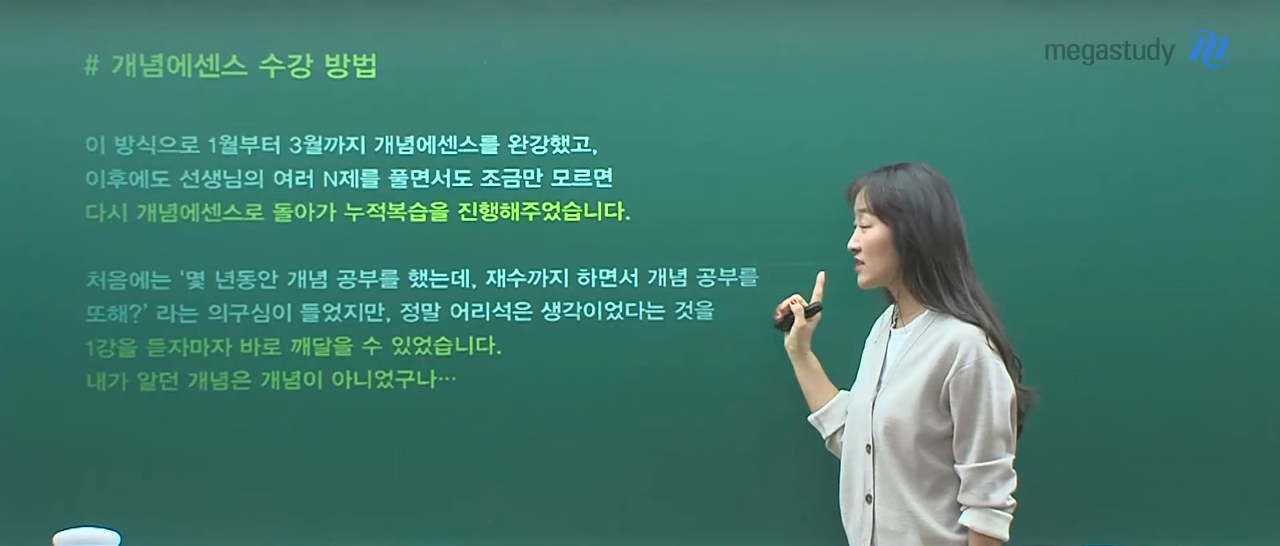 # 개념에센스 수강 방법
megastudy
이 방식으로 1월부터 3월까지 개념에센스를 완강했고,
이후에도 선생님의 여러 N제를 풀면서도 조금만 모르면
다시 개념에센스로 돌아가 누적복습을 진행해주었습니다.
처음에는 '몇 년동안 개념 공부를 했는데, 재수까지 하면서 개념 공부를
또해?' 라는 의구심이 들었지만, 정말 어리석은 생각이었다는 것을
1강을 듣자마자 바로 깨달을 수 있었습니다.
내가 알던 개념은 개념이 아니었구나…